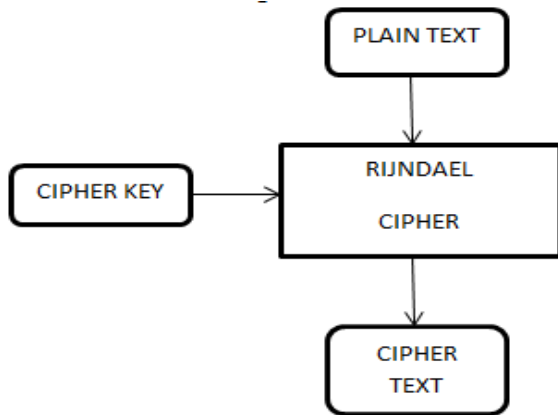 PLAIN TEXT
CIPHER KEY
RIJNDAEL
CIPHER
CIPHER
TEXT